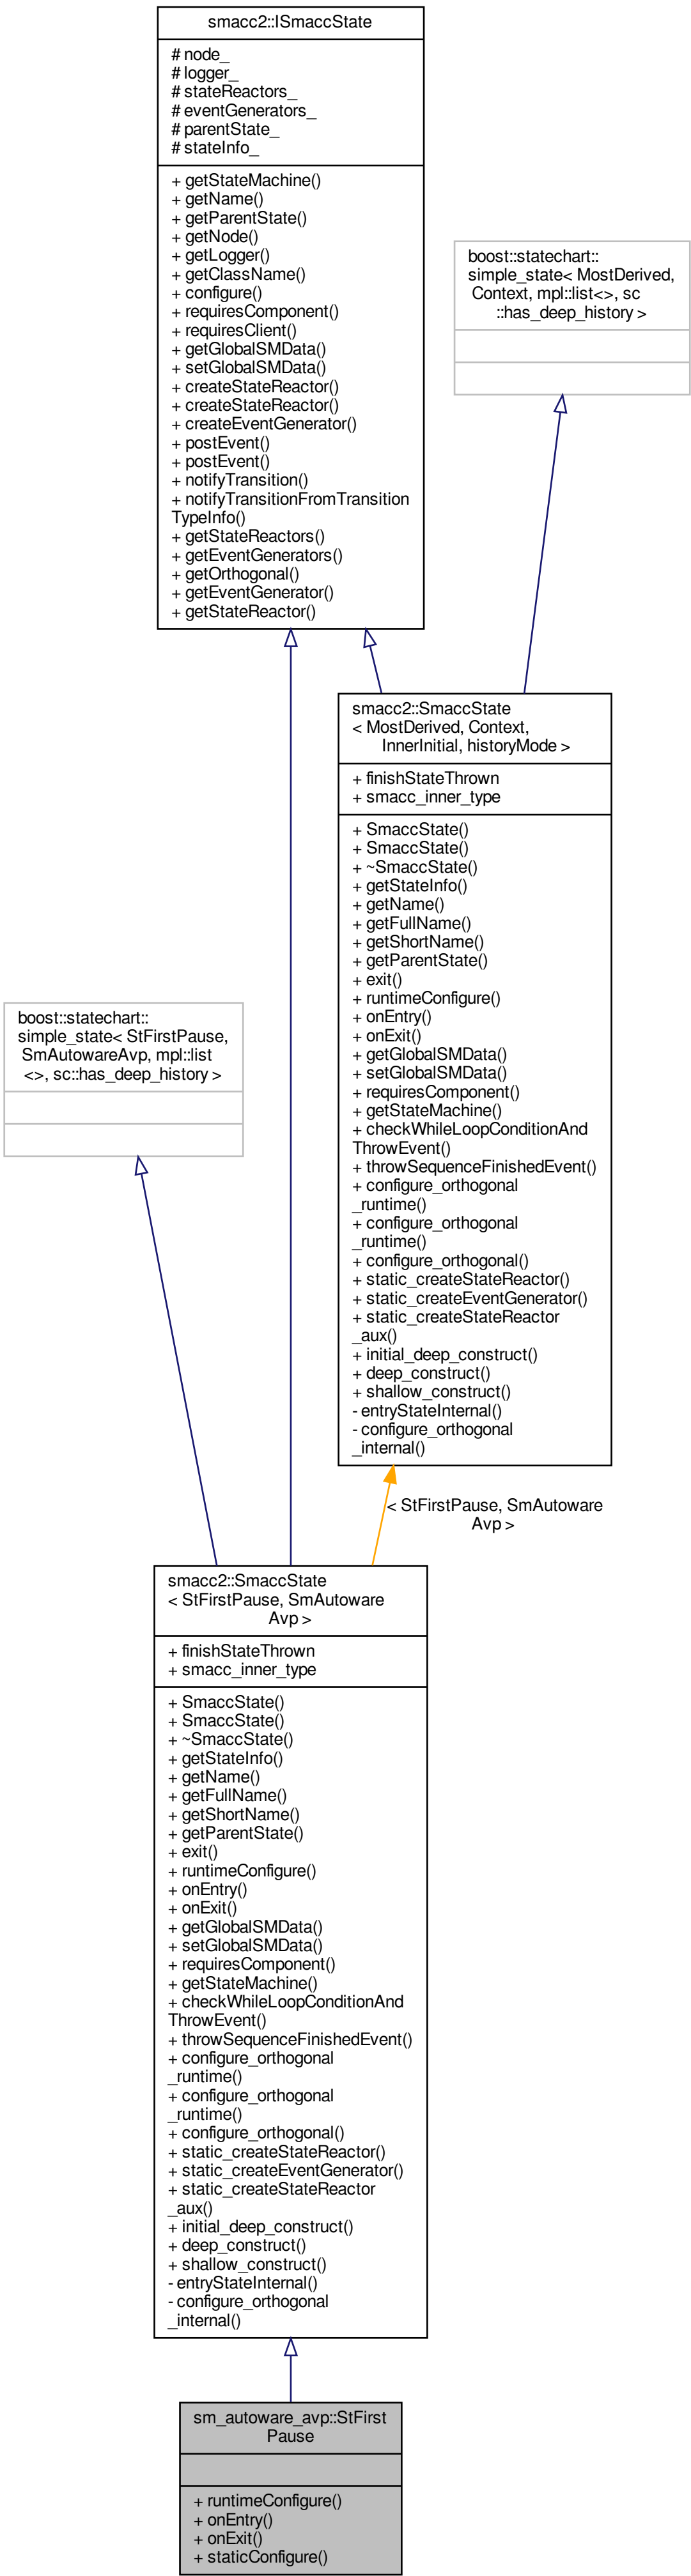 smacc2::ISmaccState
# node_
# logger_
# stateReactors_
# eventGenerators_
# parentState_
# stateInfo_
+ getStateMachine()
+ getName()
+ getParentState()
+ getNode()
+ getLogger()
+ getClassName()
+ configure()
+ requiresComponent()
+ requiresClient()
+ getGlobalSMData()
+ setGlobalSMData()
+ createStateReactor()
+ createStateReactor()
+ createEventGenerator()
+ postEvent()
+ postEvent()
+ notifyTransition()
+ notifyTransitionFromTransition
TypeInfo()
+ getStateReactors()
+ getEventGenerators()
+ getOrthogonal()
+ getEventGenerator()
+ getStateReactor()
boost::statechart::
simple_state< MostDerived,
Context, mpl::list<>, sc
::has_deep_history >
smacc2::SmaccState
< MostDerived, Context,
InnerInitial, historyMode >
+ finishStateThrown
+ smacc_inner_type
+ SmaccState()
+ SmaccState()
+ ~SmaccState()
+ getStateInfo()
+ getName()
+ getFullName()
+ getShortName()
+ getParentState()
+ exit()
+ runtimeConfigure()
+ onEntry()
+ onExit()
+ getGlobalSMData()
+ setGlobalSMData()
+ requiresComponent()
+ getStateMachine()
+ checkWhileLoopConditionAnd
ThrowEvent()
+ throwSequenceFinishedEvent()
+ configure_orthogonal
_runtime()
+ configure_orthogonal
_runtime()
+ configure_orthogonal()
+ static_createStateReactor()
+ static_createEventGenerator()
+ static_createStateReactor
_aux()
+ initial_deep_construct()
+ deep_construct()
+ shallow_construct()
- entryStateInternal()
- configure_orthogonal
_internal()
boost::statechart::
simple_state< StFirstPause,
SmAutowareAvp, mpl::list
<>, sc::has_deep_history >
< StFirstPause, SmAutoware
Avp >
smacc2::SmaccState
< StFirstPause, SmAutoware
Avp >
+ finishStateThrown
+ smacc_inner_type
+ SmaccState()
+ SmaccState()
+ ~SmaccState()
+ getStateInfo()
+ getName()
+ getFullName()
+ getShortName()
+ getParentState()
+ exit()
+ runtimeConfigure()
+ onEntry()
+ onExit()
+ getGlobalSMData()
+ setGlobalSMData()
+ requiresComponent()
+ getStateMachine()
+ checkWhileLoopConditionAnd
ThrowEvent()
+ throwSequenceFinishedEvent()
+ configure_orthogonal
_runtime()
+ configure_orthogonal
_runtime()
+ configure_orthogonal()
+ static_createStateReactor()
+ static_createEventGenerator()
+ static_createStateReactor
_aux()
+ initial_deep_construct()
+ deep_construct()
+ shallow_construct()
- entryStateInternal()
- configure_orthogonal
_internal()
sm_autoware_avp::StFirst
Pause
+ runtimeConfigure()
+ onEntry()
+ onExit()
+ staticConfigure()